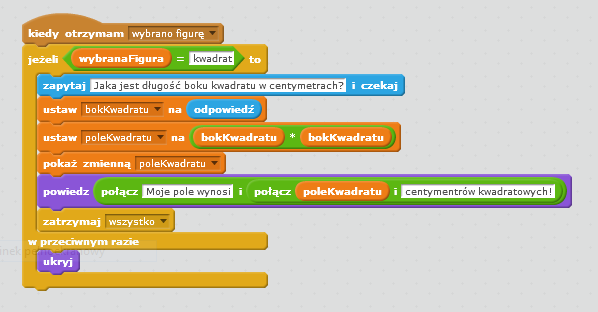 kiedy otrzymam wybrano figurę
jeżeli wybranaFigura = kwadrat to
zapytaj Jaka jest długość boku kwadratu w centymetrach? i czekaj
ustaw bokKwadratu na odpowiedź
ustaw poleKwadratu na bokKwadratu * bokKwadratu
pokaż zmienną poleKwadratu
powiedz połącz Moje pole wynosi i połącz poleKwadratu i centymentrów kwadratowych!
zatrzymaj wszystko
w przeciwnym razie
ukryj